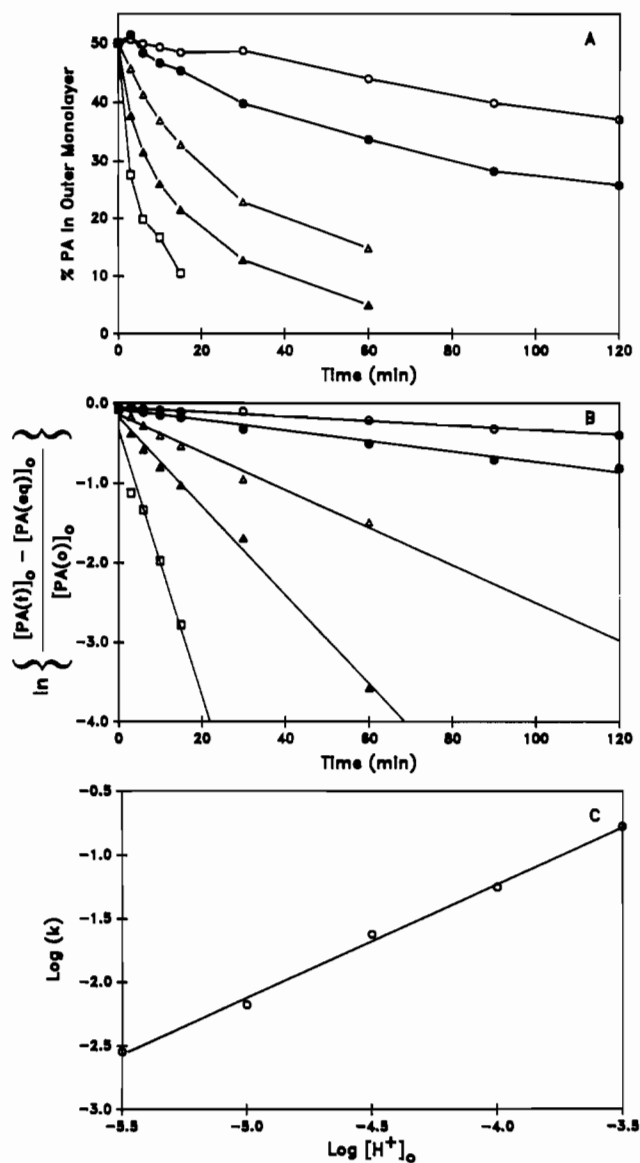 A
% PA in Outer Monolayer
60
50
40
30
20
10
0
0 20 40 60 80 100 120
Time (min)
B
ln { [PA(t)]o − [PA(eq)]o / [PA(o)]o }
0.0
−1.0
−2.0
−3.0
−4.0
0 20 40 60 80 100 120
Time (min)
C
Log (k)
−0.5
−1.0
−1.5
−2.0
−2.5
−3.0
−5.5 −5.0 −4.5 −4.0 −3.5
Log [H+]o